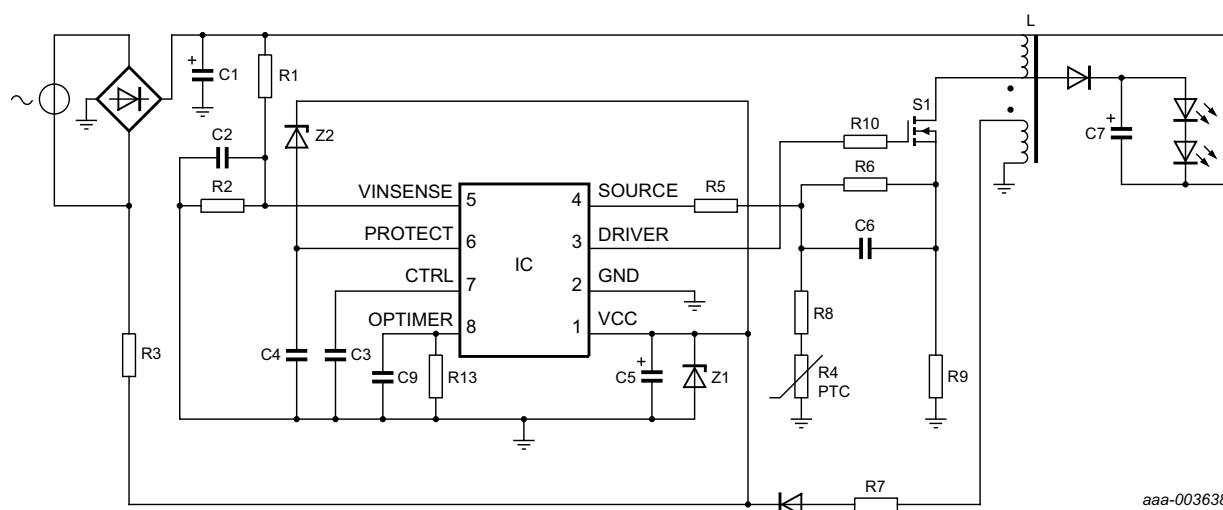 L
C1
R1
S1
C2
Z2
R10
C7
R6
R2
VINSENSE 5
4 SOURCE
R5
PROTECT 6
3 DRIVER
C6
IC
CTRL 7
2 GND
OPTIMER 8
1 VCC
R8
R3
C4
C3
C9
R13
C5
Z1
R4
PTC
R9
R7
aaa-003638
+
+
+